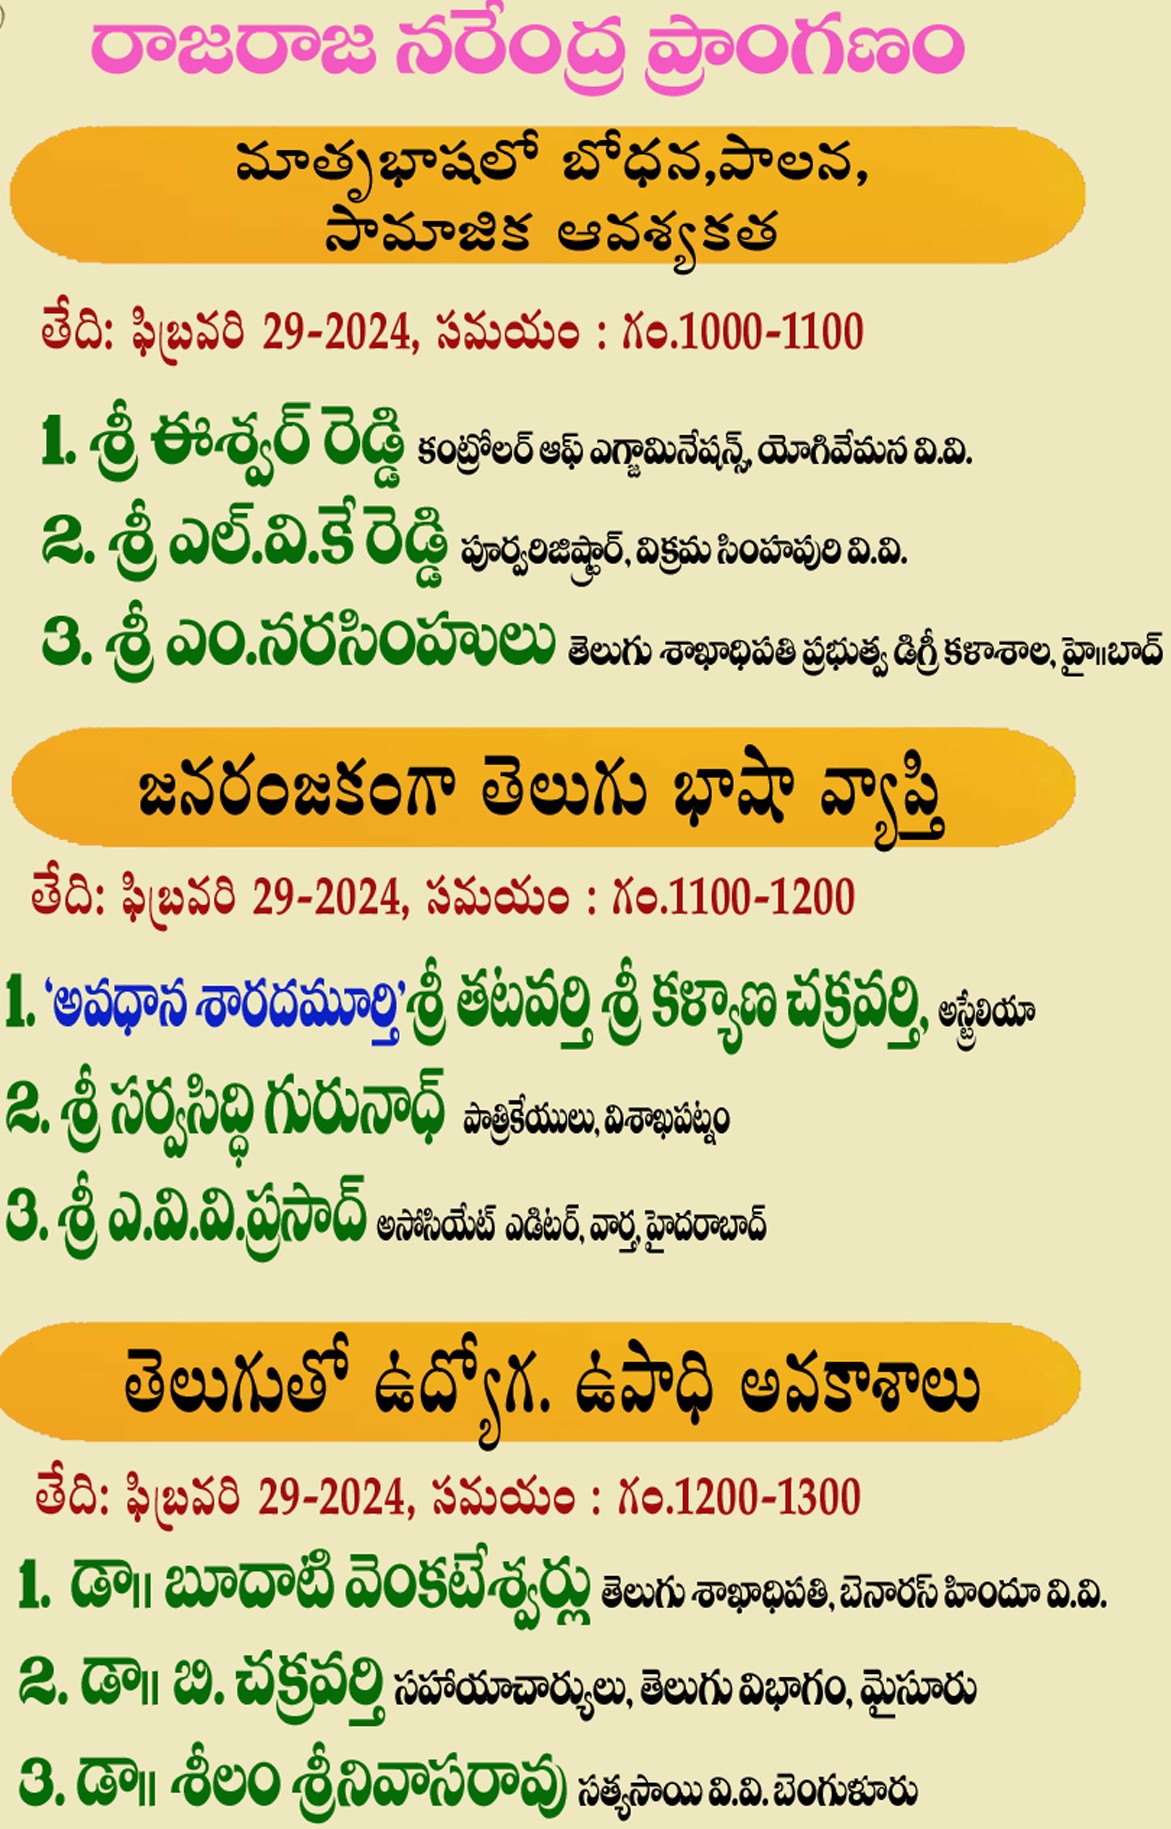 రాజరాజ నరేంద్ర ప్రాంగణం
మాతృభాషలో బోధన,పాలన,
సామాజిక ఆవశ్యకత
తేది: ఫిబ్రవరి 29-2024, సమయం : గం.1000-1100
1. శ్రీ ఈశ్వర్ రెడ్డి కంట్రోలర్ ఆఫ్ ఎగ్జామినేషన్స్, యోగివేమన వి.వి.
2. శ్రీ ఎల్.వి.కే రెడ్డి పూర్వరిజిష్ట్రార్, విక్రమ సింహపురి వి.వి.
3. శ్రీ ఎం.నరసింహులు తెలుగు శాఖాధిపతి ప్రభుత్వ డిగ్రీ కళాశాల, హై॥బాద్
జనరంజకంగా తెలుగు భాషా వ్యాప్తి
తేది: ఫిబ్రవరి 29-2024, సమయం : గం.1100-1200
1. ‘అవధాన శారదమూర్తి’ శ్రీ తటవర్తి శ్రీ కళ్యాణ చక్రవర్తి, అస్ట్రేలియా
2. శ్రీ సర్వసిద్ధి గురునాధ్ పాత్రికేయులు, విశాఖపట్నం
3. శ్రీ ఎ.వి.వి.ప్రసాద్ అసోసియేట్ ఎడిటర్, వార్త, హైదరాబాద్
తెలుగుతో ఉద్యోగ. ఉపాధి అవకాశాలు
తేది: ఫిబ్రవరి 29-2024, సమయం : గం.1200-1300
1. డా॥ బూదాటి వెంకటేశ్వర్లు తెలుగు శాఖాధిపతి, బెనారస్ హిందూ వి.వి.
2. డా॥ బి. చక్రవర్తి సహాయాచార్యులు, తెలుగు విభాగం, మైసూరు
3. డా॥ శీలం శ్రీనివాసరావు సత్యసాయి వి.వి. బెంగుళూరు